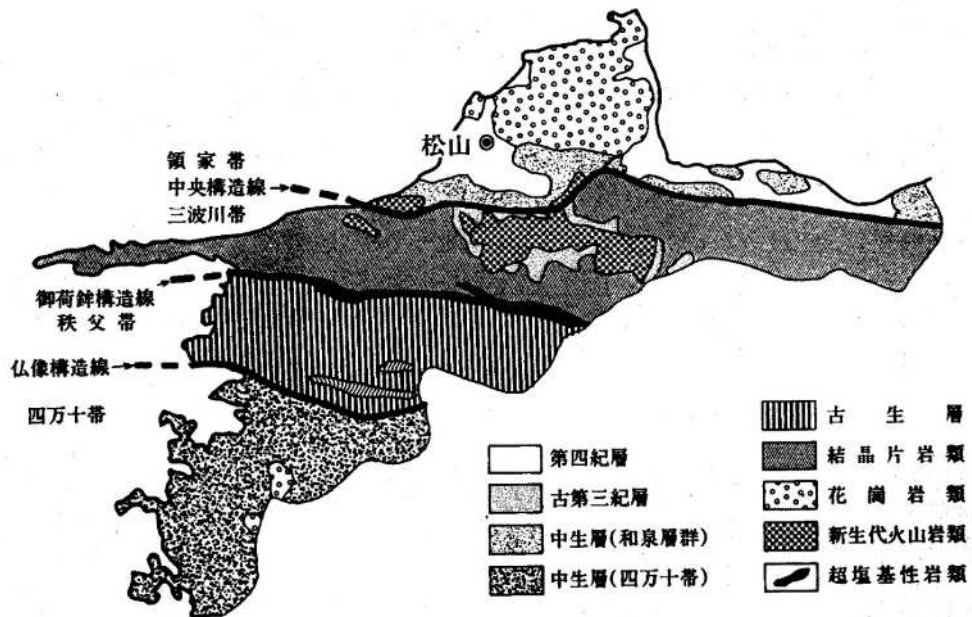 松山
領家帯
中央構造線
三波川帯
御荷鉾構造線
秩父帯
仏像構造線
四万十帯
第四紀層
古第三紀層
中生層(和泉層群)
中生層(四万十帯)
古生層
結晶片岩類
花崗岩類
新生代火山岩類
超塩基性岩類